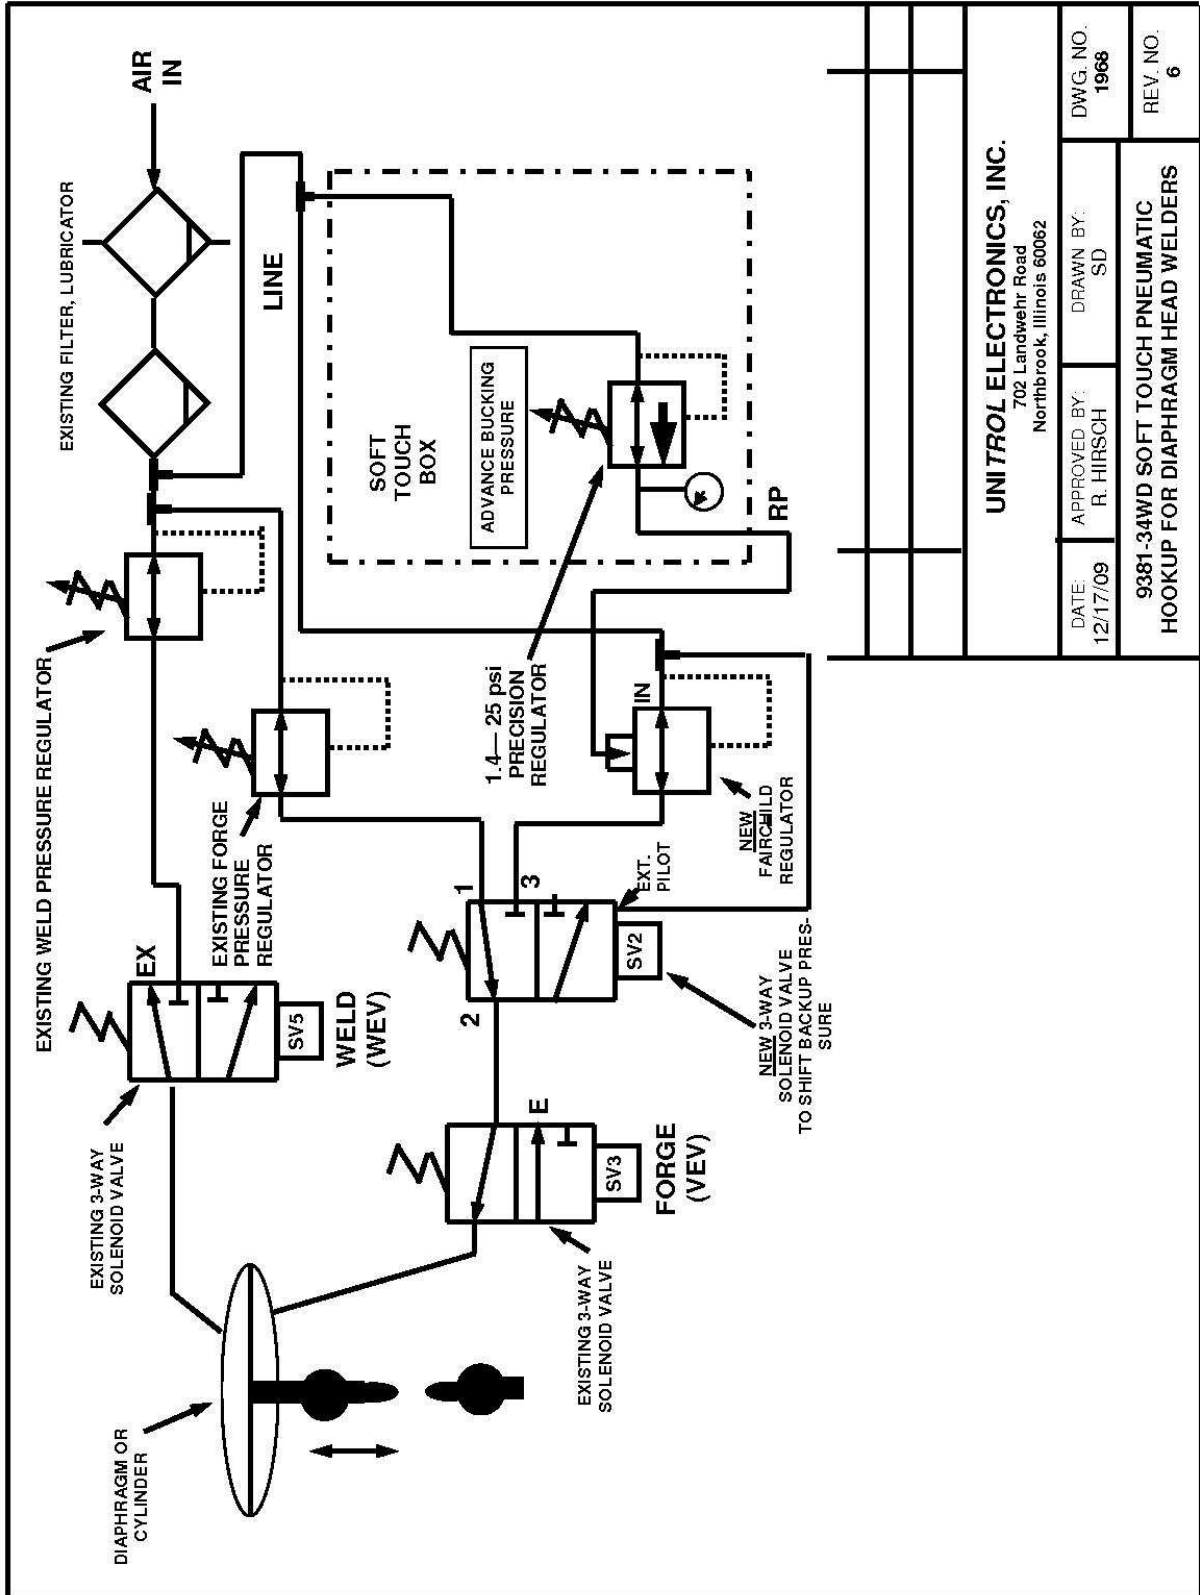 DIAPHRAGM OR
CYLINDER
EXISTING 3-WAY
SOLENOID VALVE
EXISTING WELD PRESSURE REGULATOR
EXISTING FILTER, LUBRICATOR
AIR
IN
EX
SV5
WELD
(WEV)
EXISTING FORGE
PRESSURE
REGULATOR
LINE
SOFT
TOUCH
BOX
ADVANCE BUCKING
PRESSURE
1.4— 25 psi
PRECISION
REGULATOR
RP
IN
NEW
FAIRCHILD
REGULATOR
1
2
3
EXT.
PILOT
SV2
NEW 3-WAY
SOLENOID VALVE
TO SHIFT BACKUP PRES-
SURE
E
SV3
FORGE
(VEV)
EXISTING 3-WAY
SOLENOID VALVE
UNITROL ELECTRONICS, INC.
702 Landwehr Road
Northbrook, Illinois 60062
DATE:
12/17/09
APPROVED BY:
R. HIRSCH
DRAWN BY:
SD
DWG. NO.
1968
9381-34WD SOFT TOUCH PNEUMATIC
HOOKUP FOR DIAPHRAGM HEAD WELDERS
REV. NO.
6